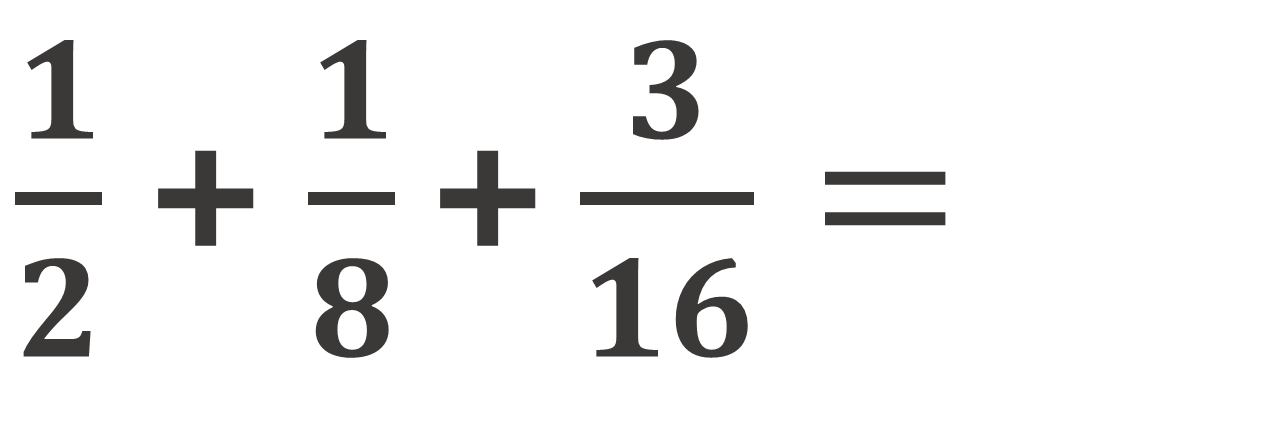 1/2 + 1/8 + 3/16 =